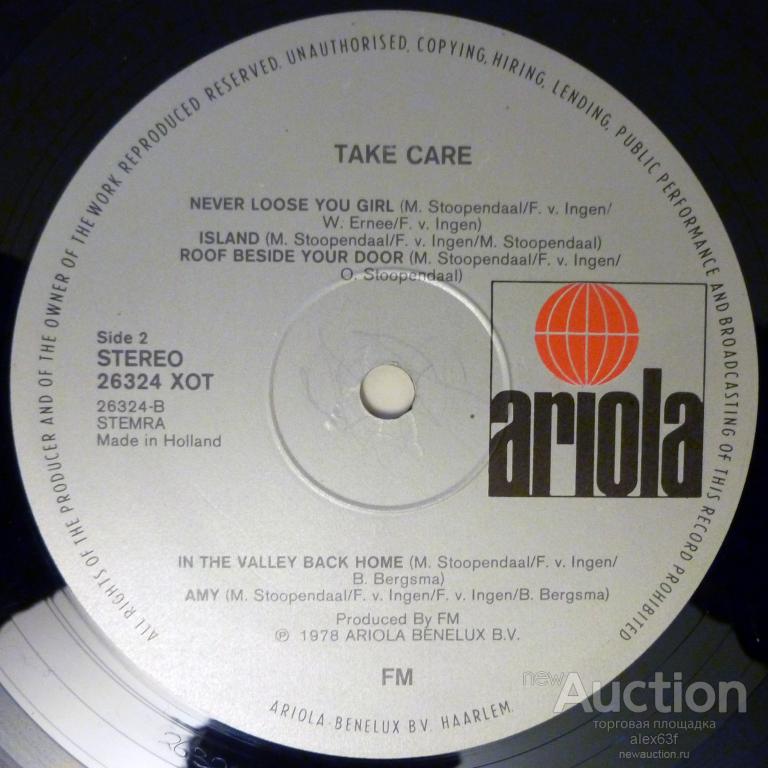 ALL RIGHTS OF THE PRODUCER AND OF THE OWNER OF THE WORK REPRODUCED RESERVED. UNAUTHORISED, COPYING, HIRING, LENDING, PUBLIC PERFORMANCE AND BROADCASTING OF THIS RECORD PROHIBITED
TAKE CARE
NEVER LOOSE YOU GIRL (M. Stoopendaal/F. v. Ingen/
W. Ernee/F. v. Ingen)
ISLAND (M. Stoopendaal/F. v. Ingen/M. Stoopendaal)
ROOF BESIDE YOUR DOOR (M. Stoopendaal/F. v. Ingen/
O. Stoopendaal)
Side 2
STEREO
26324 XOT
26324-B
STEMRA
Made in Holland
ariola
IN THE VALLEY BACK HOME (M. Stoopendaal/F. v. Ingen/
B. Bergsma)
AMY (M. Stoopendaal/F. v. Ingen/F. v. Ingen/B. Bergsma)
Produced By FM
℗ 1978 ARIOLA BENELUX B.V.
FM
ARIOLA-BENELUX B.V. HAARLEM.
newAuction
торговая площадка
alex63f
newauction.ru